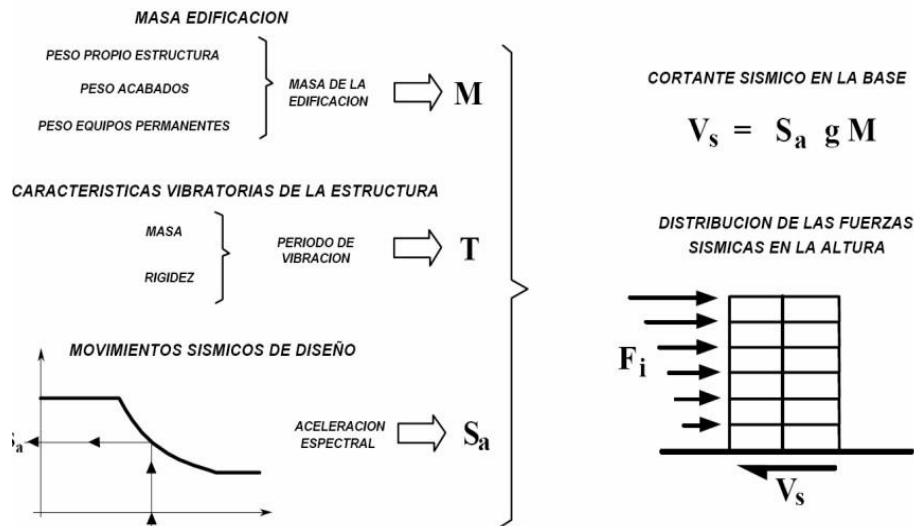 MASA EDIFICACION
PESO PROPIO ESTRUCTURA
PESO ACABADOS
PESO EQUIPOS PERMANENTES
MASA DE LA
EDIFICACION
M
CARACTERISTICAS VIBRATORIAS DE LA ESTRUCTURA
MASA
RIGIDEZ
PERIODO DE
VIBRACION
T
MOVIMIENTOS SISMICOS DE DISEÑO
Sa
ACELERACION
ESPECTRAL
Sa
CORTANTE SISMICO EN LA BASE
Vs = Sa g M
DISTRIBUCION DE LAS FUERZAS
SISMICAS EN LA ALTURA
Fi
Vs